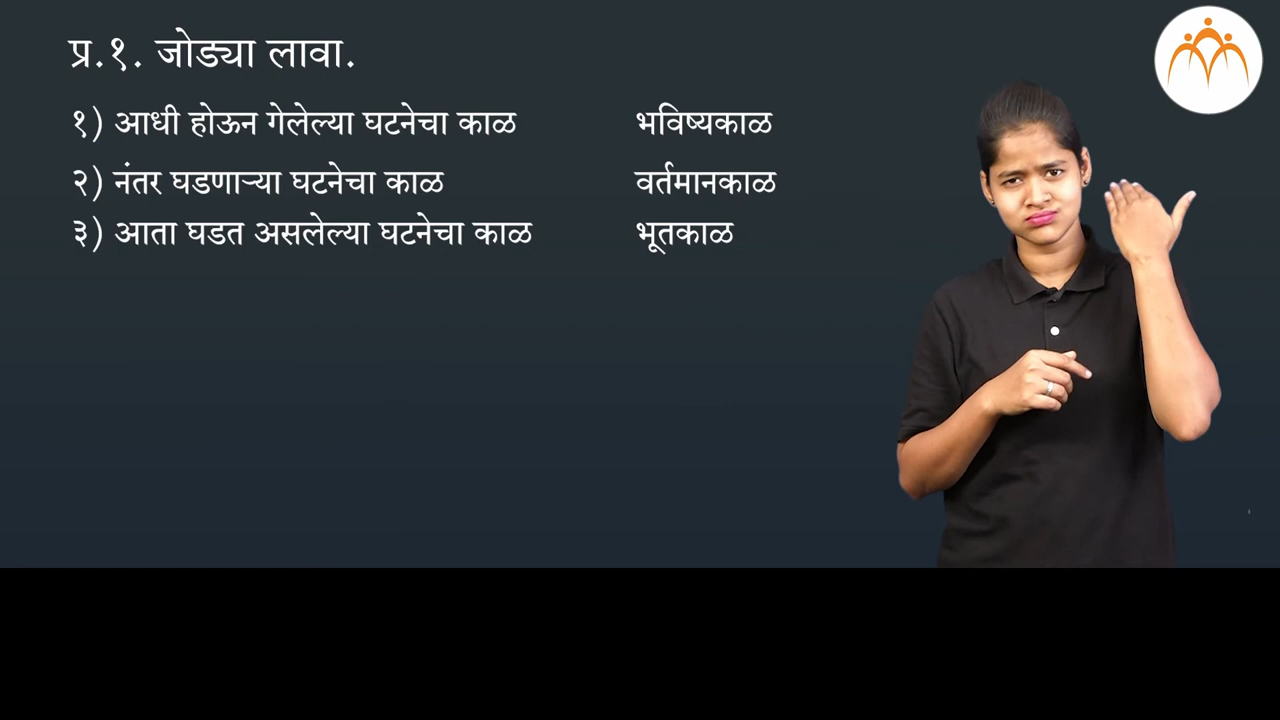 प्र.१. जोड्या लावा.
१) आधी होऊन गेलेल्या घटनेचा काळ भविष्यकाळ
२) नंतर घडणाऱ्या घटनेचा काळ वर्तमानकाळ
३) आता घडत असलेल्या घटनेचा काळ भूतकाळ